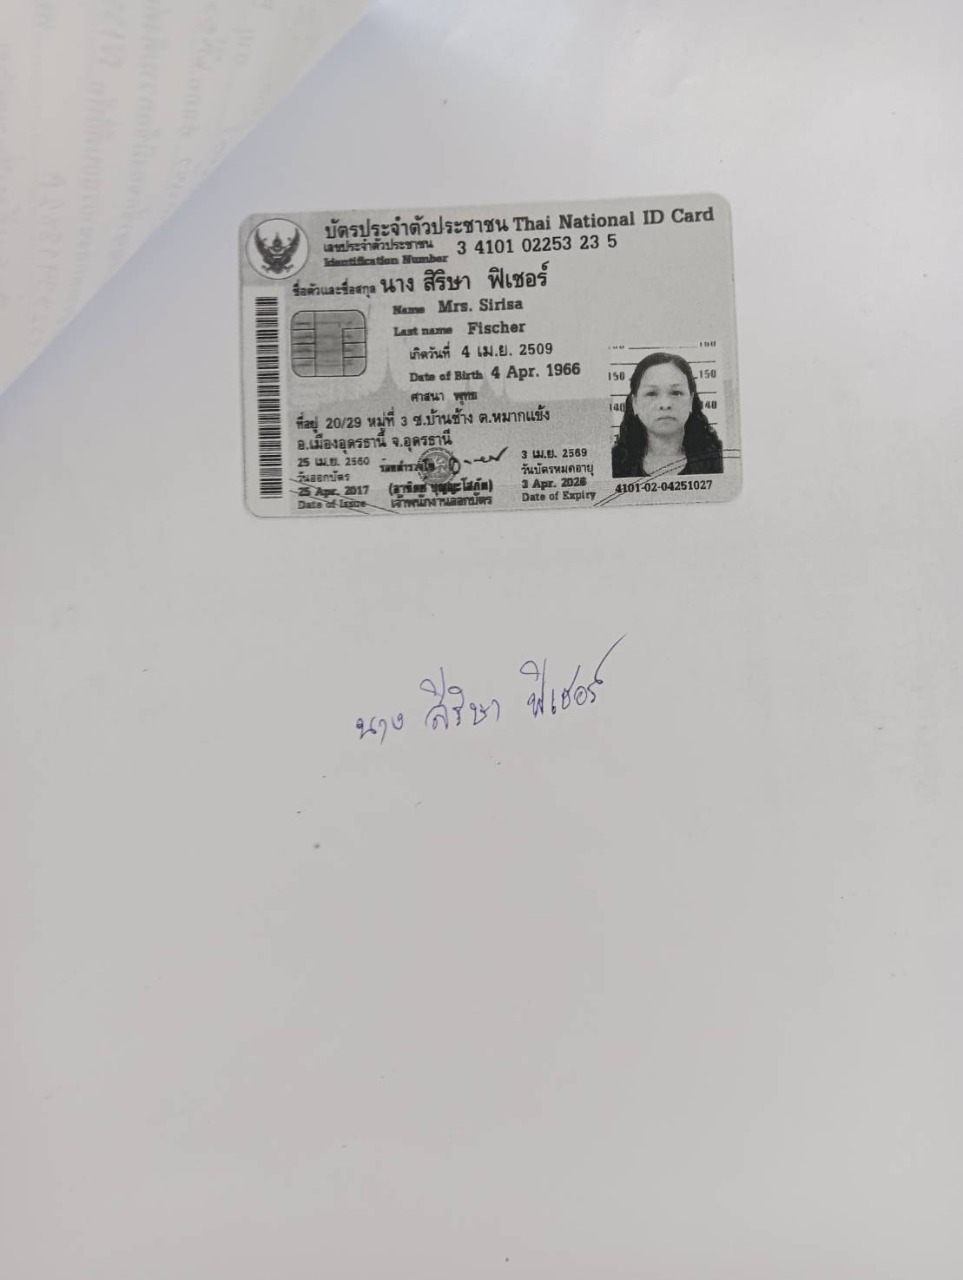 บัตรประจำตัวประชาชน Thai National ID Card
เลขประจำตัวประชาชน
Identification Number
3 4101 02253 23 5
ชื่อตัวและชื่อสกุล นาง สิริษา ฟิเชอร์
Name Mrs. Sirisa
Last name Fischer
เกิดวันที่ 4 เม.ย. 2509
Date of Birth 4 Apr. 1966
ศาสนา พุทธ
ที่อยู่ 20/29 หมู่ที่ 3 ซ.บ้านช้าง ต.หมากแข้ง
อ.เมืองอุดรธานี จ.อุดรธานี
25 เม.ย. 2560
วันออกบัตร
25 Apr. 2017
Date of Issue
เจ้าพนักงานออกบัตร
3 เม.ย. 2569
วันบัตรหมดอายุ
3 Apr. 2026
Date of Expiry
150 150
140 140
4101-02-04251027
นาง สิริษา ฟิเชอร์